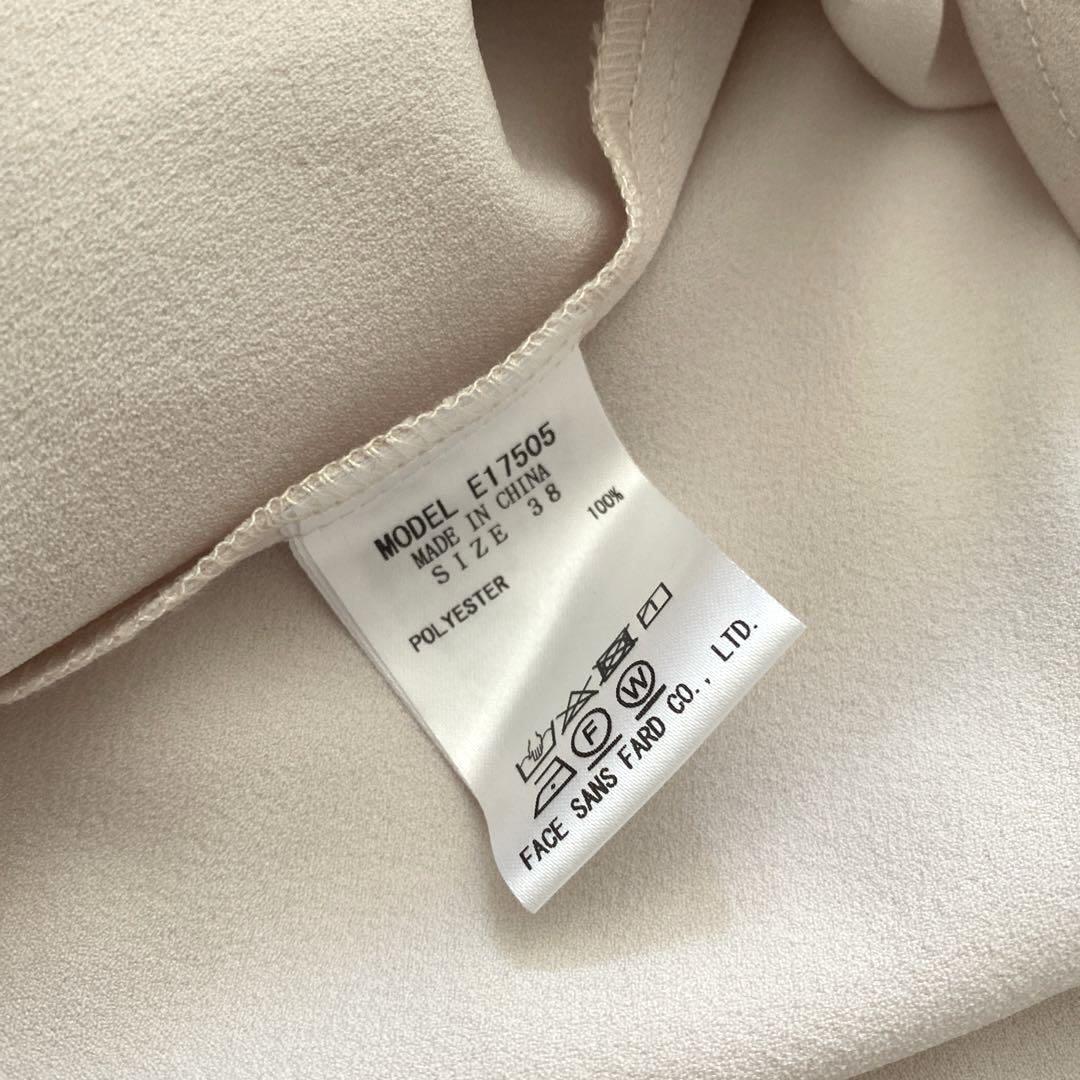 MODEL E17505
MADE IN CHINA
SIZE 38
POLYESTER 100%
F W
FACE SANS FARD CO., LTD.